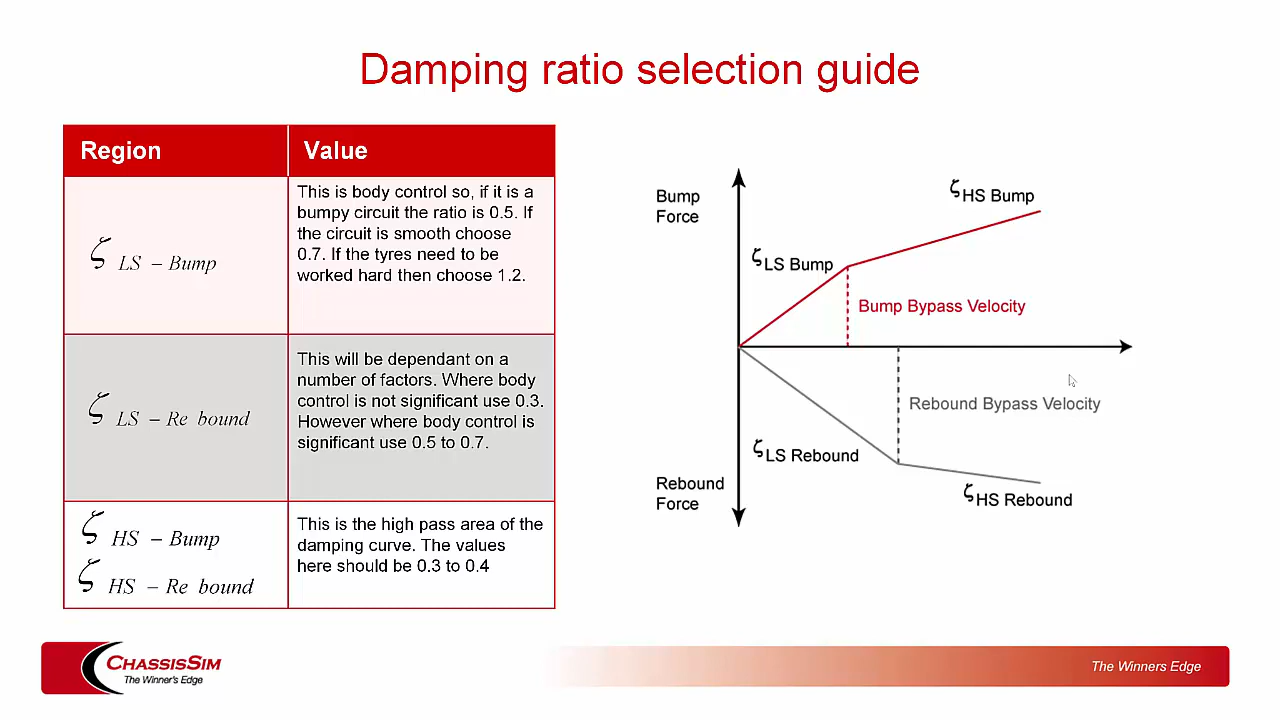 Damping ratio selection guide
Region
Value
ζ LS – Bump
This is body control so, if it is a
bumpy circuit the ratio is 0.5. If
the circuit is smooth choose
0.7. If the tyres need to be
worked hard then choose 1.2.
ζ LS – Re bound
This will be dependant on a
number of factors. Where body
control is not significant use 0.3.
However where body control is
significant use 0.5 to 0.7.
ζ HS – Bump
ζ HS – Re bound
This is the high pass area of the
damping curve. The values
here should be 0.3 to 0.4
Bump
Force
ζHS Bump
ζLS Bump
Bump Bypass Velocity
Rebound Bypass Velocity
ζLS Rebound
Rebound
Force
ζHS Rebound
CHASSISSIM
The Winner's Edge
The Winners Edge